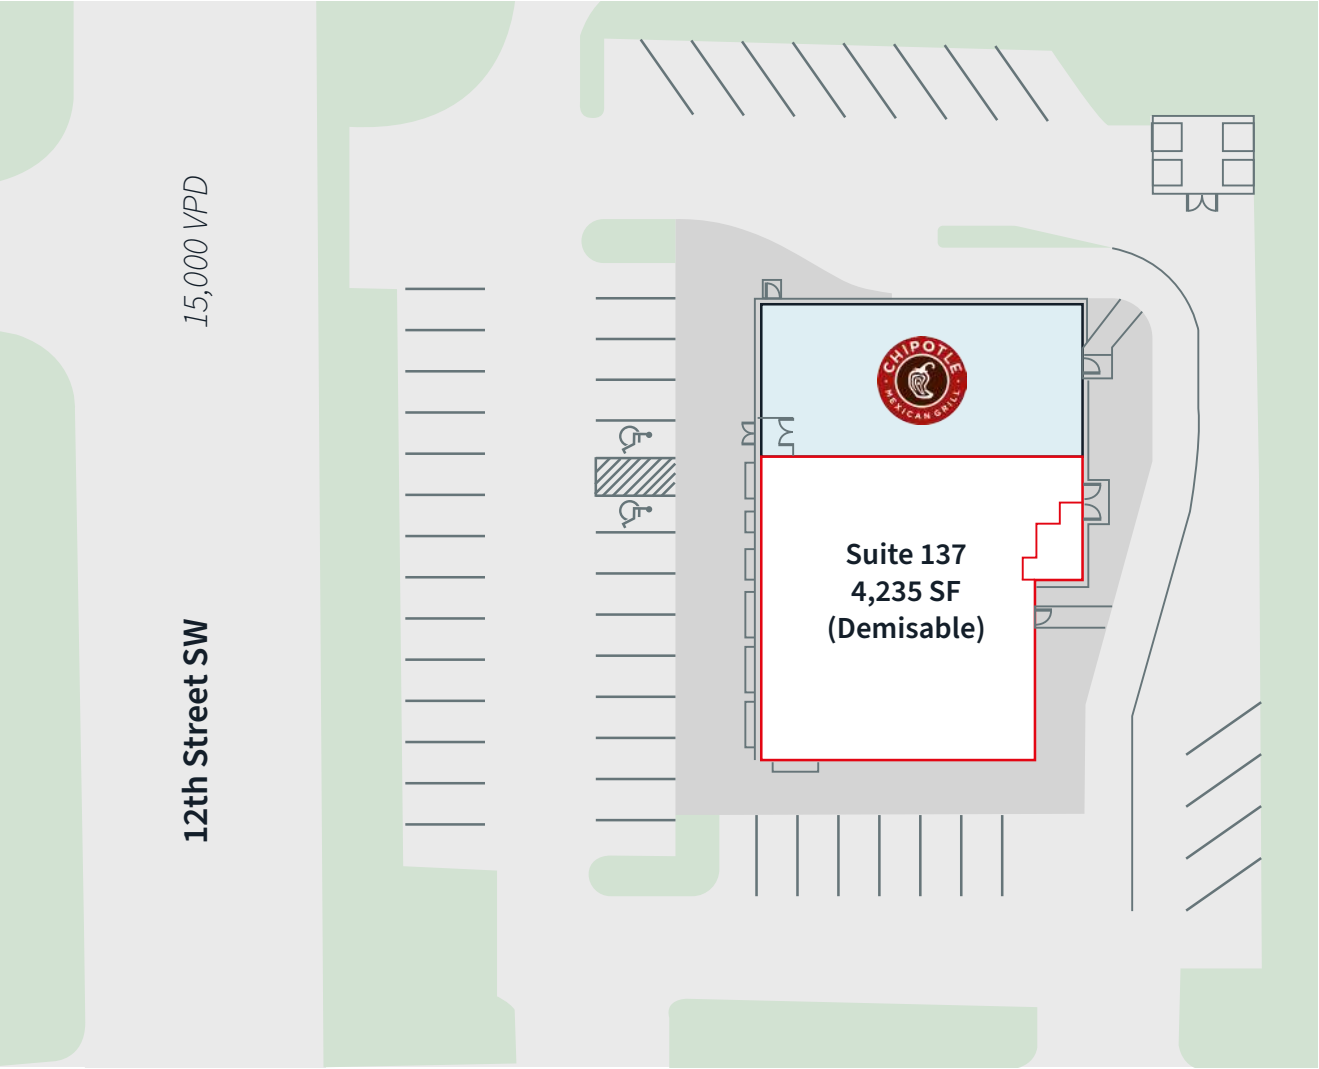 15,000 VPD
12th Street SW
CHIPOTLE
MEXICAN GRILL
Suite 137
4,235 SF
(Demisable)